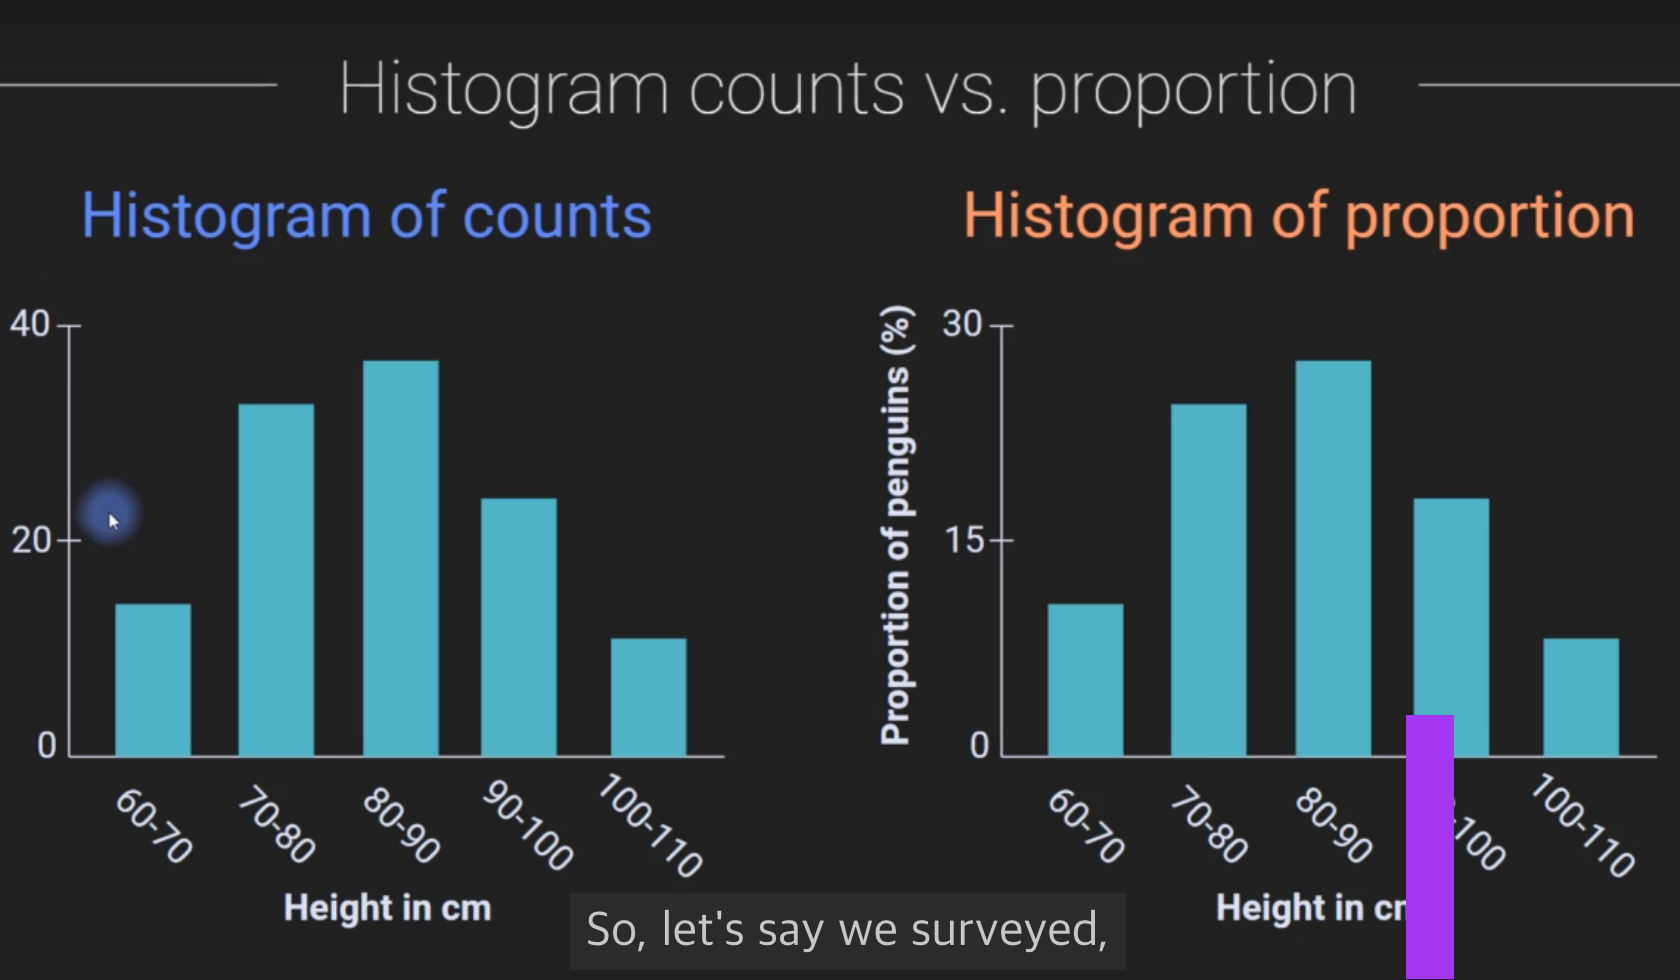 Histogram counts vs. proportion
Histogram of counts
40
20
0
60-70
70-80
80-90
90-100
100-110
Height in cm
Histogram of proportion
Proportion of penguins (%)
30
15
0
60-70
70-80
80-90
-100
100-110
Height in
So, let's say we surveyed,